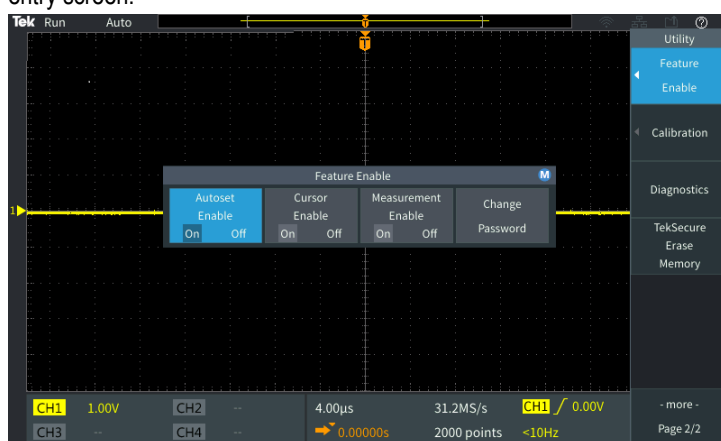 entry screen.
Tek Run Auto
T
T
Utility
Feature
Enable
Calibration
Diagnostics
TekSecure
Erase
Memory
- more -
Page 2/2
Feature Enable M
Autoset
Enable
On Off
Cursor
Enable
On Off
Measurement
Enable
On Off
Change
Password
1
CH1 1.00V CH2 -- 4.00µs 31.2MS/s CH1 0.00V
CH3 -- CH4 -- 0.00000s 2000 points <10Hz